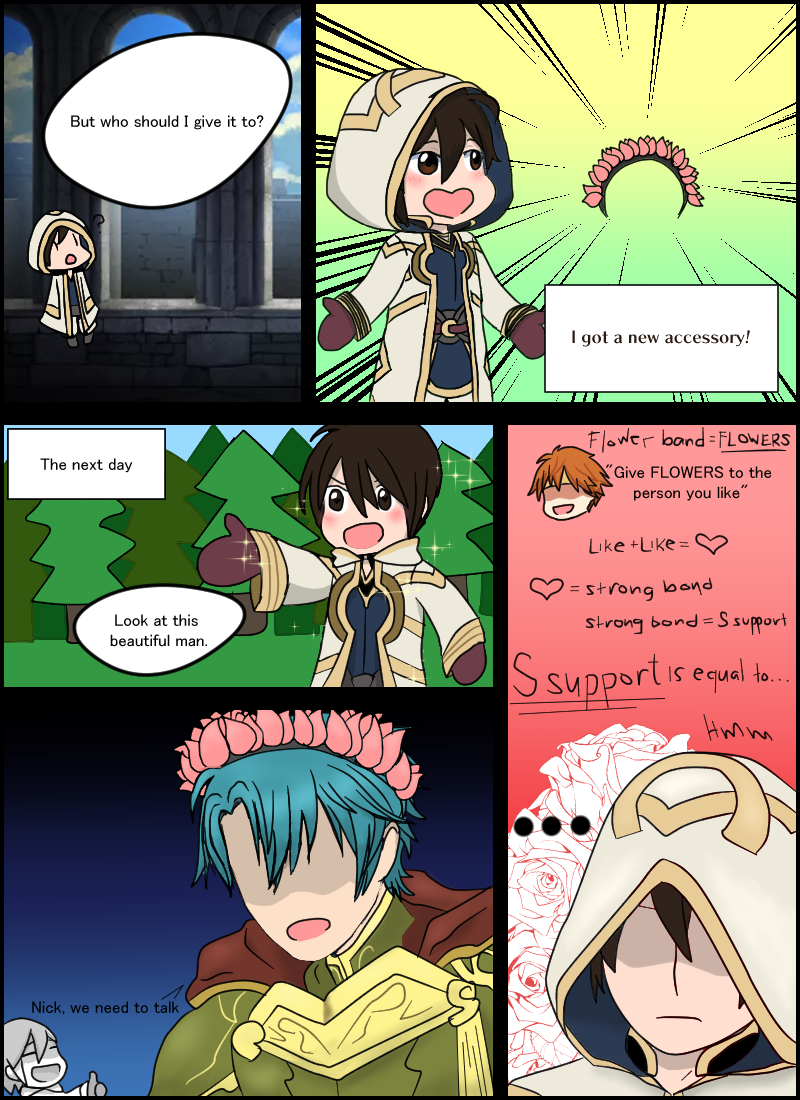 I got a new accessory!
But who should I give it to?
Flower band=FLOWERS
"Give FLOWERS to the
person you like"
Like+Like=♡
♡=strong bond
strong bond=S support
S support is equal to...
Hmm
The next day
Look at this
beautiful man.
Nick, we need to talk